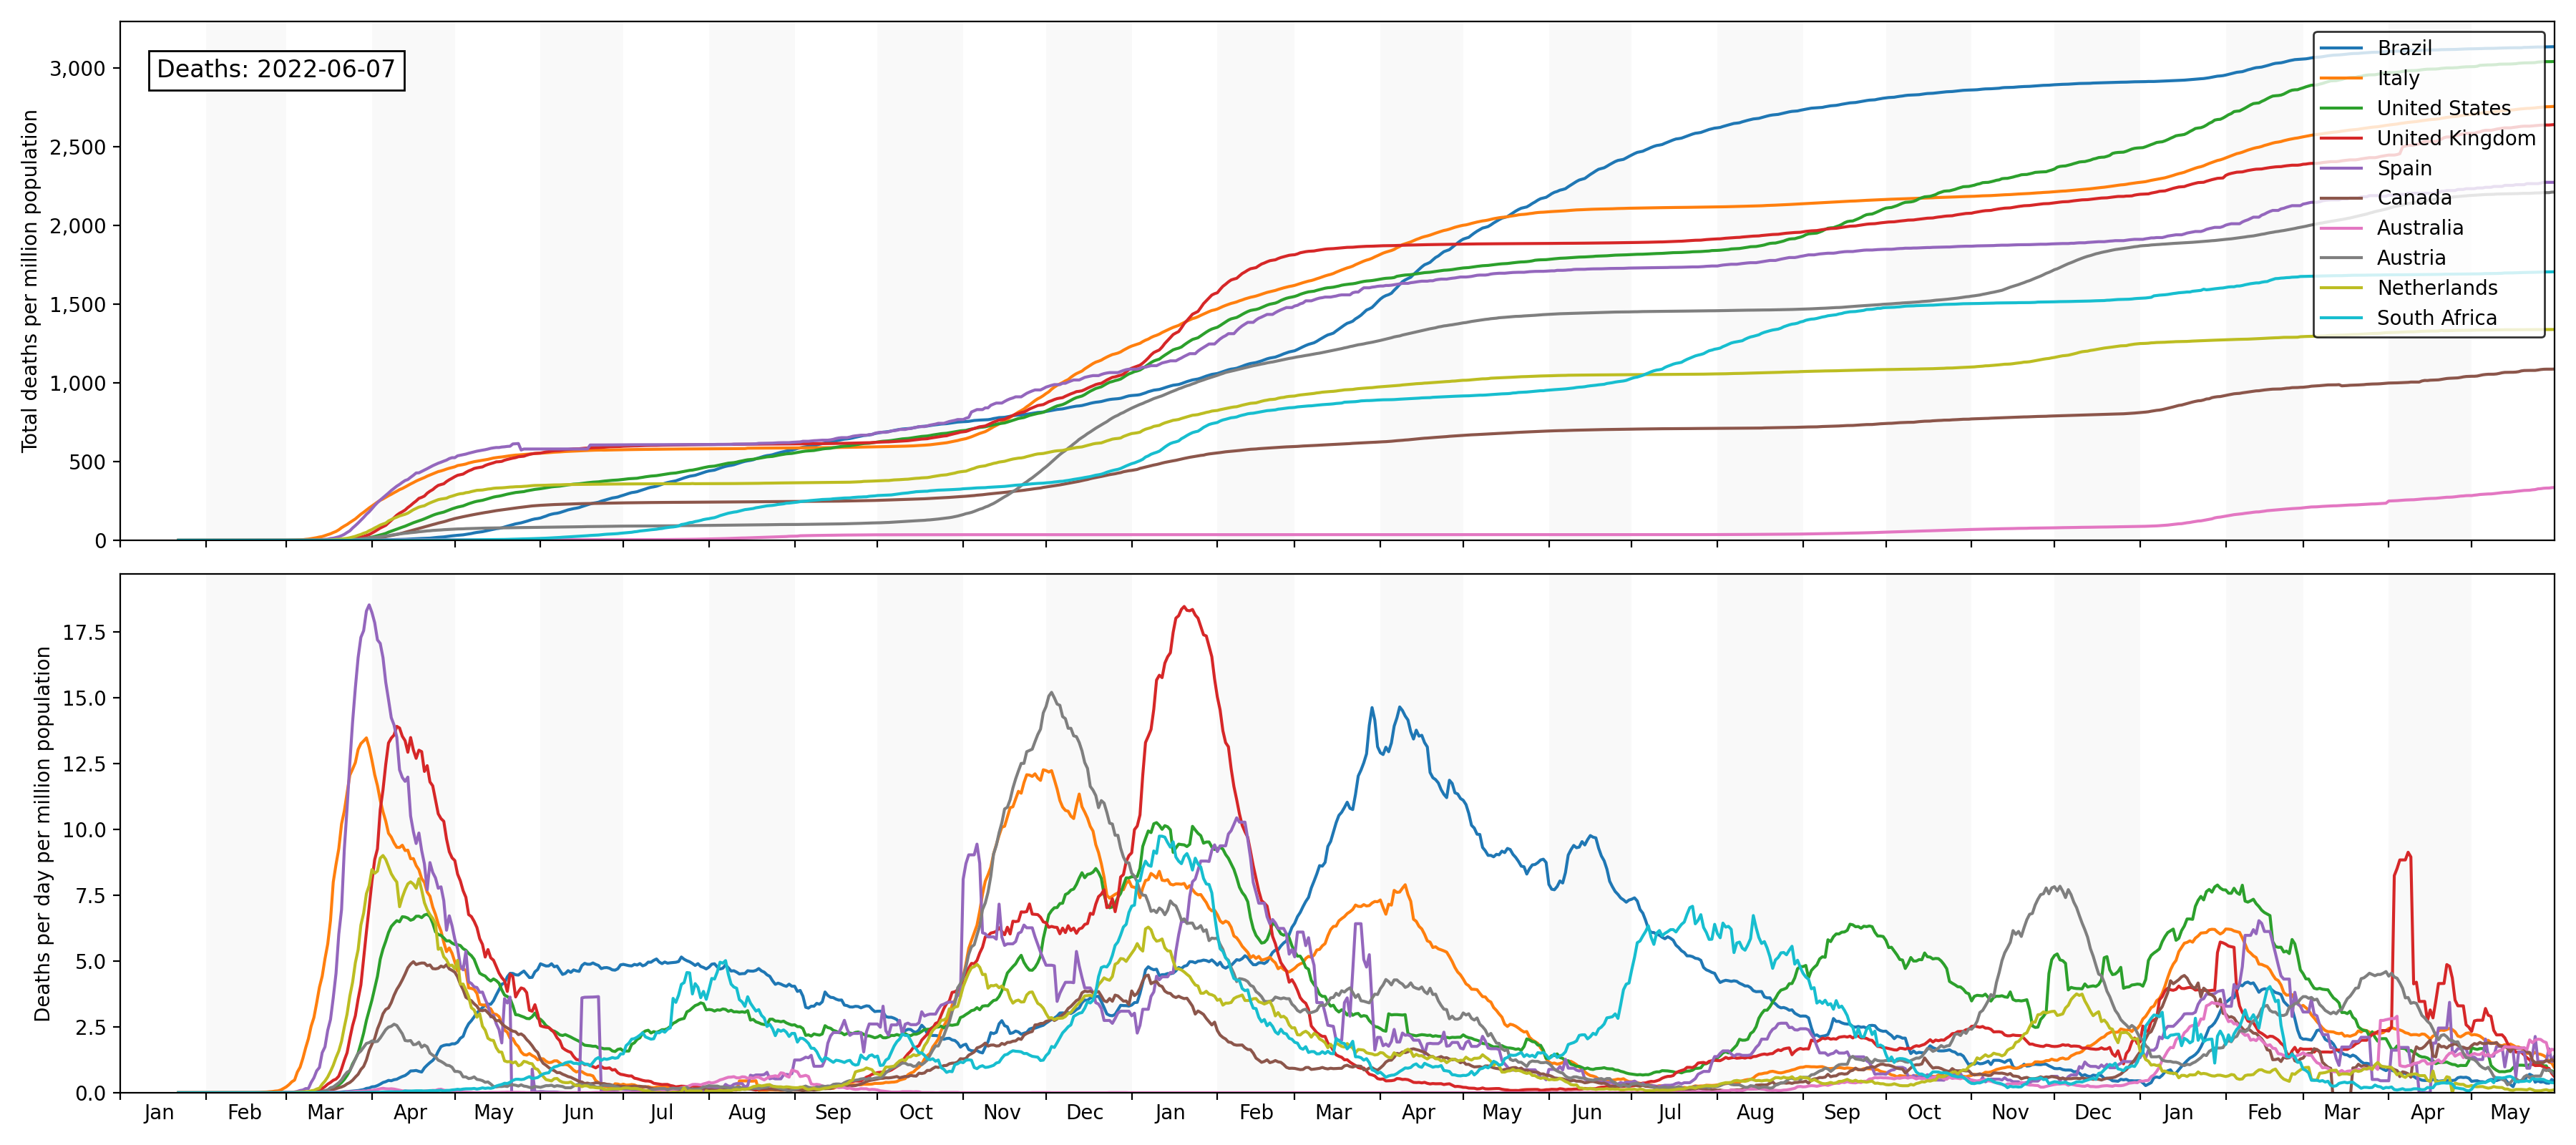 Deaths: 2022-06-07
Total deaths per million population
3,000
2,500
2,000
1,500
1,000
500
0
Brazil
Italy
United States
United Kingdom
Spain
Canada
Australia
Austria
Netherlands
South Africa
Deaths per day per million population
17.5
15.0
12.5
10.0
7.5
5.0
2.5
0.0
Jan Feb Mar Apr May Jun Jul Aug Sep Oct Nov Dec Jan Feb Mar Apr May Jun Jul Aug Sep Oct Nov Dec Jan Feb Mar Apr May